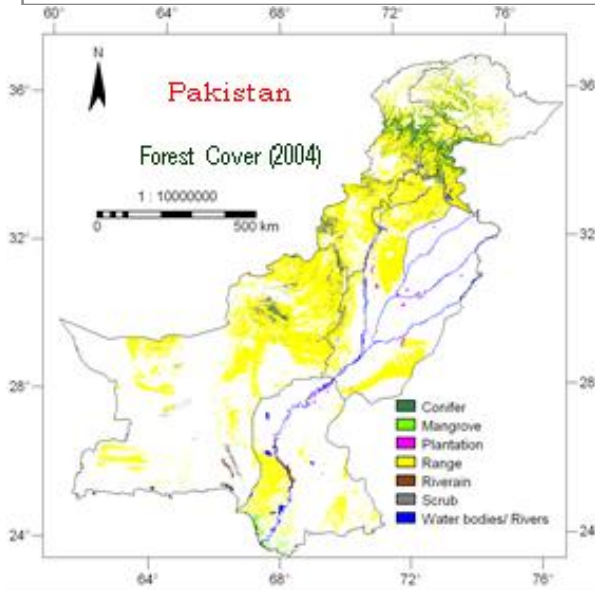 60° 68° 72° 76°
N
36° 36°
Pakistan
Forest Cover (2004)
1 : 10000000
0 500 km
32° 32°
28° 28°
Conifer
Mangrove
Plantation
Range
Riverain
Scrub
Water bodies/ Rivers
24° 24°
64° 68° 72° 76°